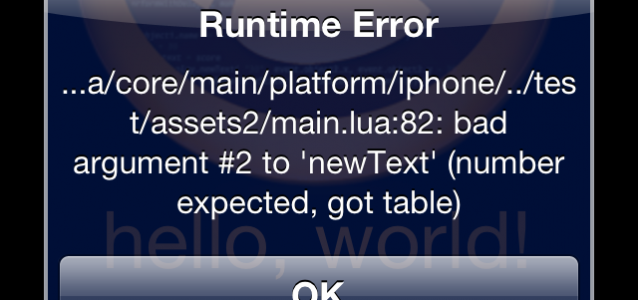 Runtime Error
...a/core/main/platform/iphone/../tes
t/assets2/main.lua:82: bad
argument #2 to 'newText' (number
expected, got table)
hello, world!
OK